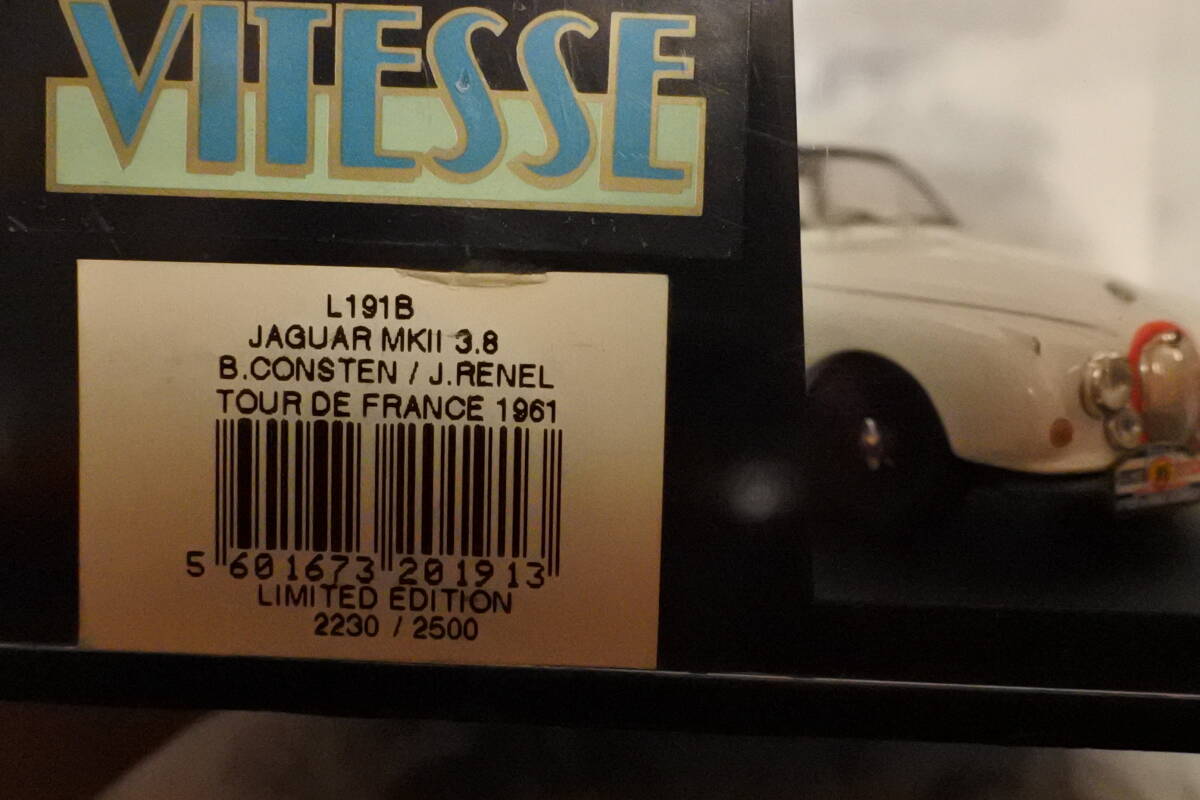 VITESSE
L191B
JAGUAR MKII 3.8
B.CONSTEN / J.RENEL
TOUR DE FRANCE 1961
5 601673 201913
LIMITED EDITION
2230 / 2500